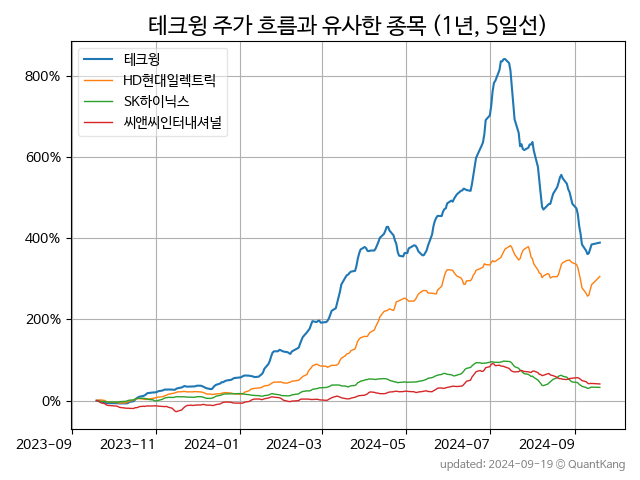 테크윙 주가 흐름과 유사한 종목 (1년, 5일선)
테크윙
HD현대일렉트릭
SK하이닉스
씨앤씨인터내셔널
800%
600%
400%
200%
0%
2023-09 2023-11 2024-01 2024-03 2024-05 2024-07 2024-09
updated: 2024-09-19 © QuantKang